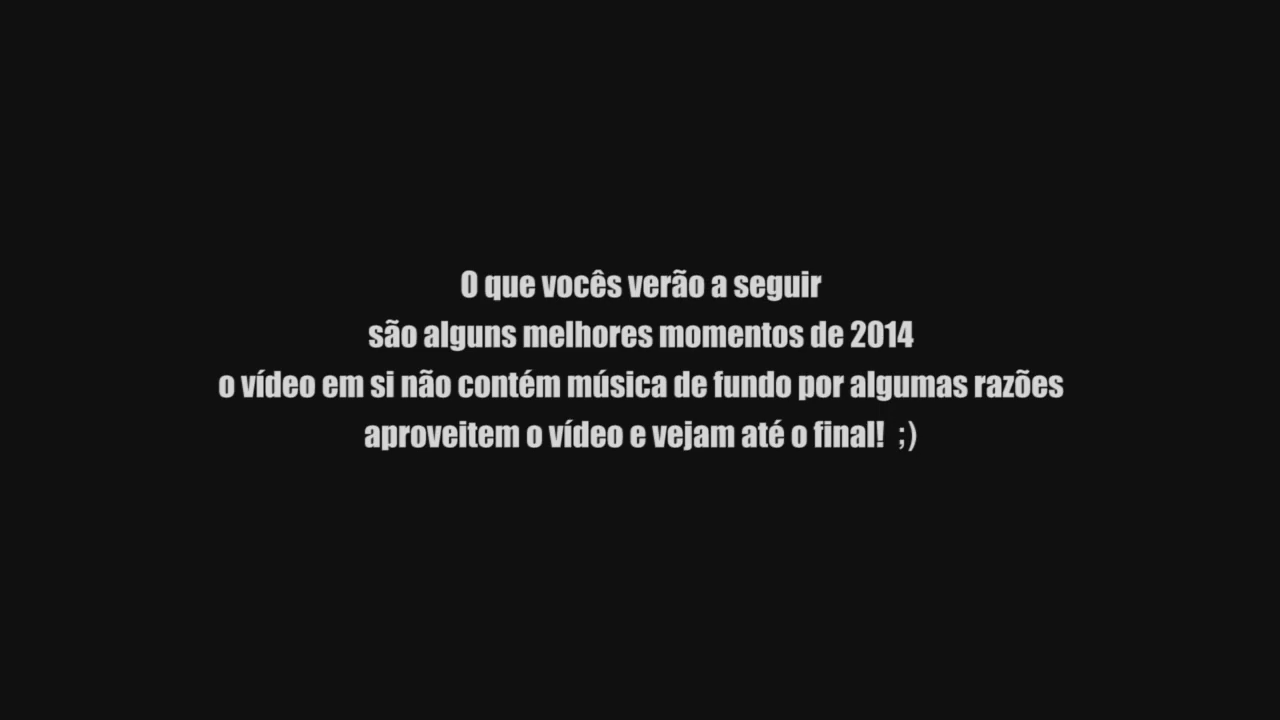 O que vocês verão a seguir
são alguns melhores momentos de 2014
o vídeo em si não contém música de fundo por algumas razões
aproveitem o vídeo e vejam até o final! ;)